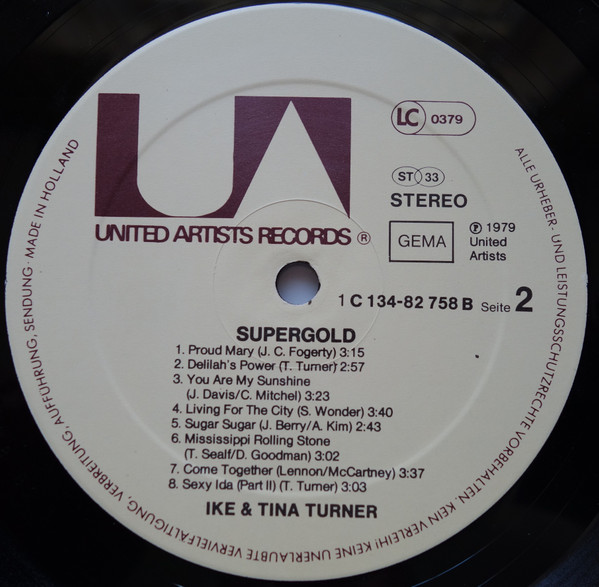 UA
UNITED ARTISTS RECORDS ®
LC 0379
ST 33
STEREO
GEMA
℗ 1979
United
Artists
1 C 134-82 758 B Seite 2
SUPERGOLD
1. Proud Mary (J. C. Fogerty) 3:15
2. Delilah's Power (T. Turner) 2:57
3. You Are My Sunshine
(J. Davis/C. Mitchel) 3:23
4. Living For The City (S. Wonder) 3:40
5. Sugar Sugar (J. Berry/A. Kim) 2:43
6. Mississippi Rolling Stone
(T. Sealf/D. Goodman) 3:02
7. Come Together (Lennon/McCartney) 3:37
8. Sexy Ida (Part II) (T. Turner) 3:03
IKE & TINA TURNER
ALLE URHEBER- UND LEISTUNGSSCHUTZRECHTE VORBEHALTEN. KEIN VERLEIH! KEINE UNERLAUBTE VERVIELFÄLTIGUNG, VERBREITUNG, AUFFÜHRUNG, SENDUNG · MADE IN HOLLAND